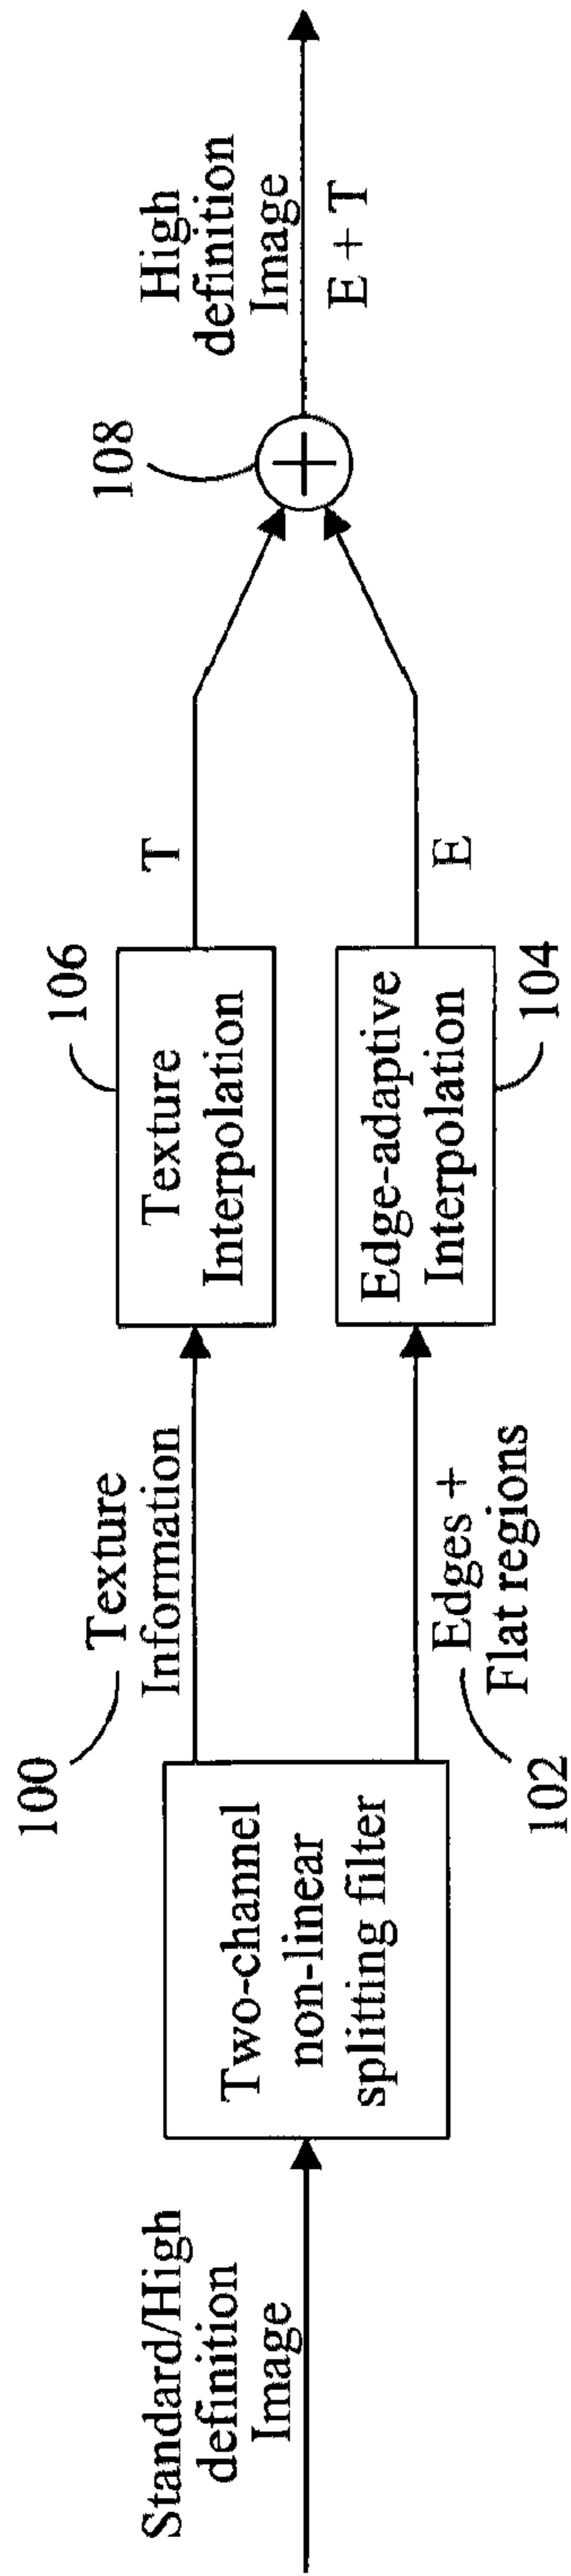 Standard/High
definition
Image
Two-channel
non-linear
splitting filter
100
Texture
Information
Edges +
Flat regions
102
106
Texture
Interpolation
Edge-adaptive
Interpolation
104
T
E
108
+
High
definition
Image
E + T